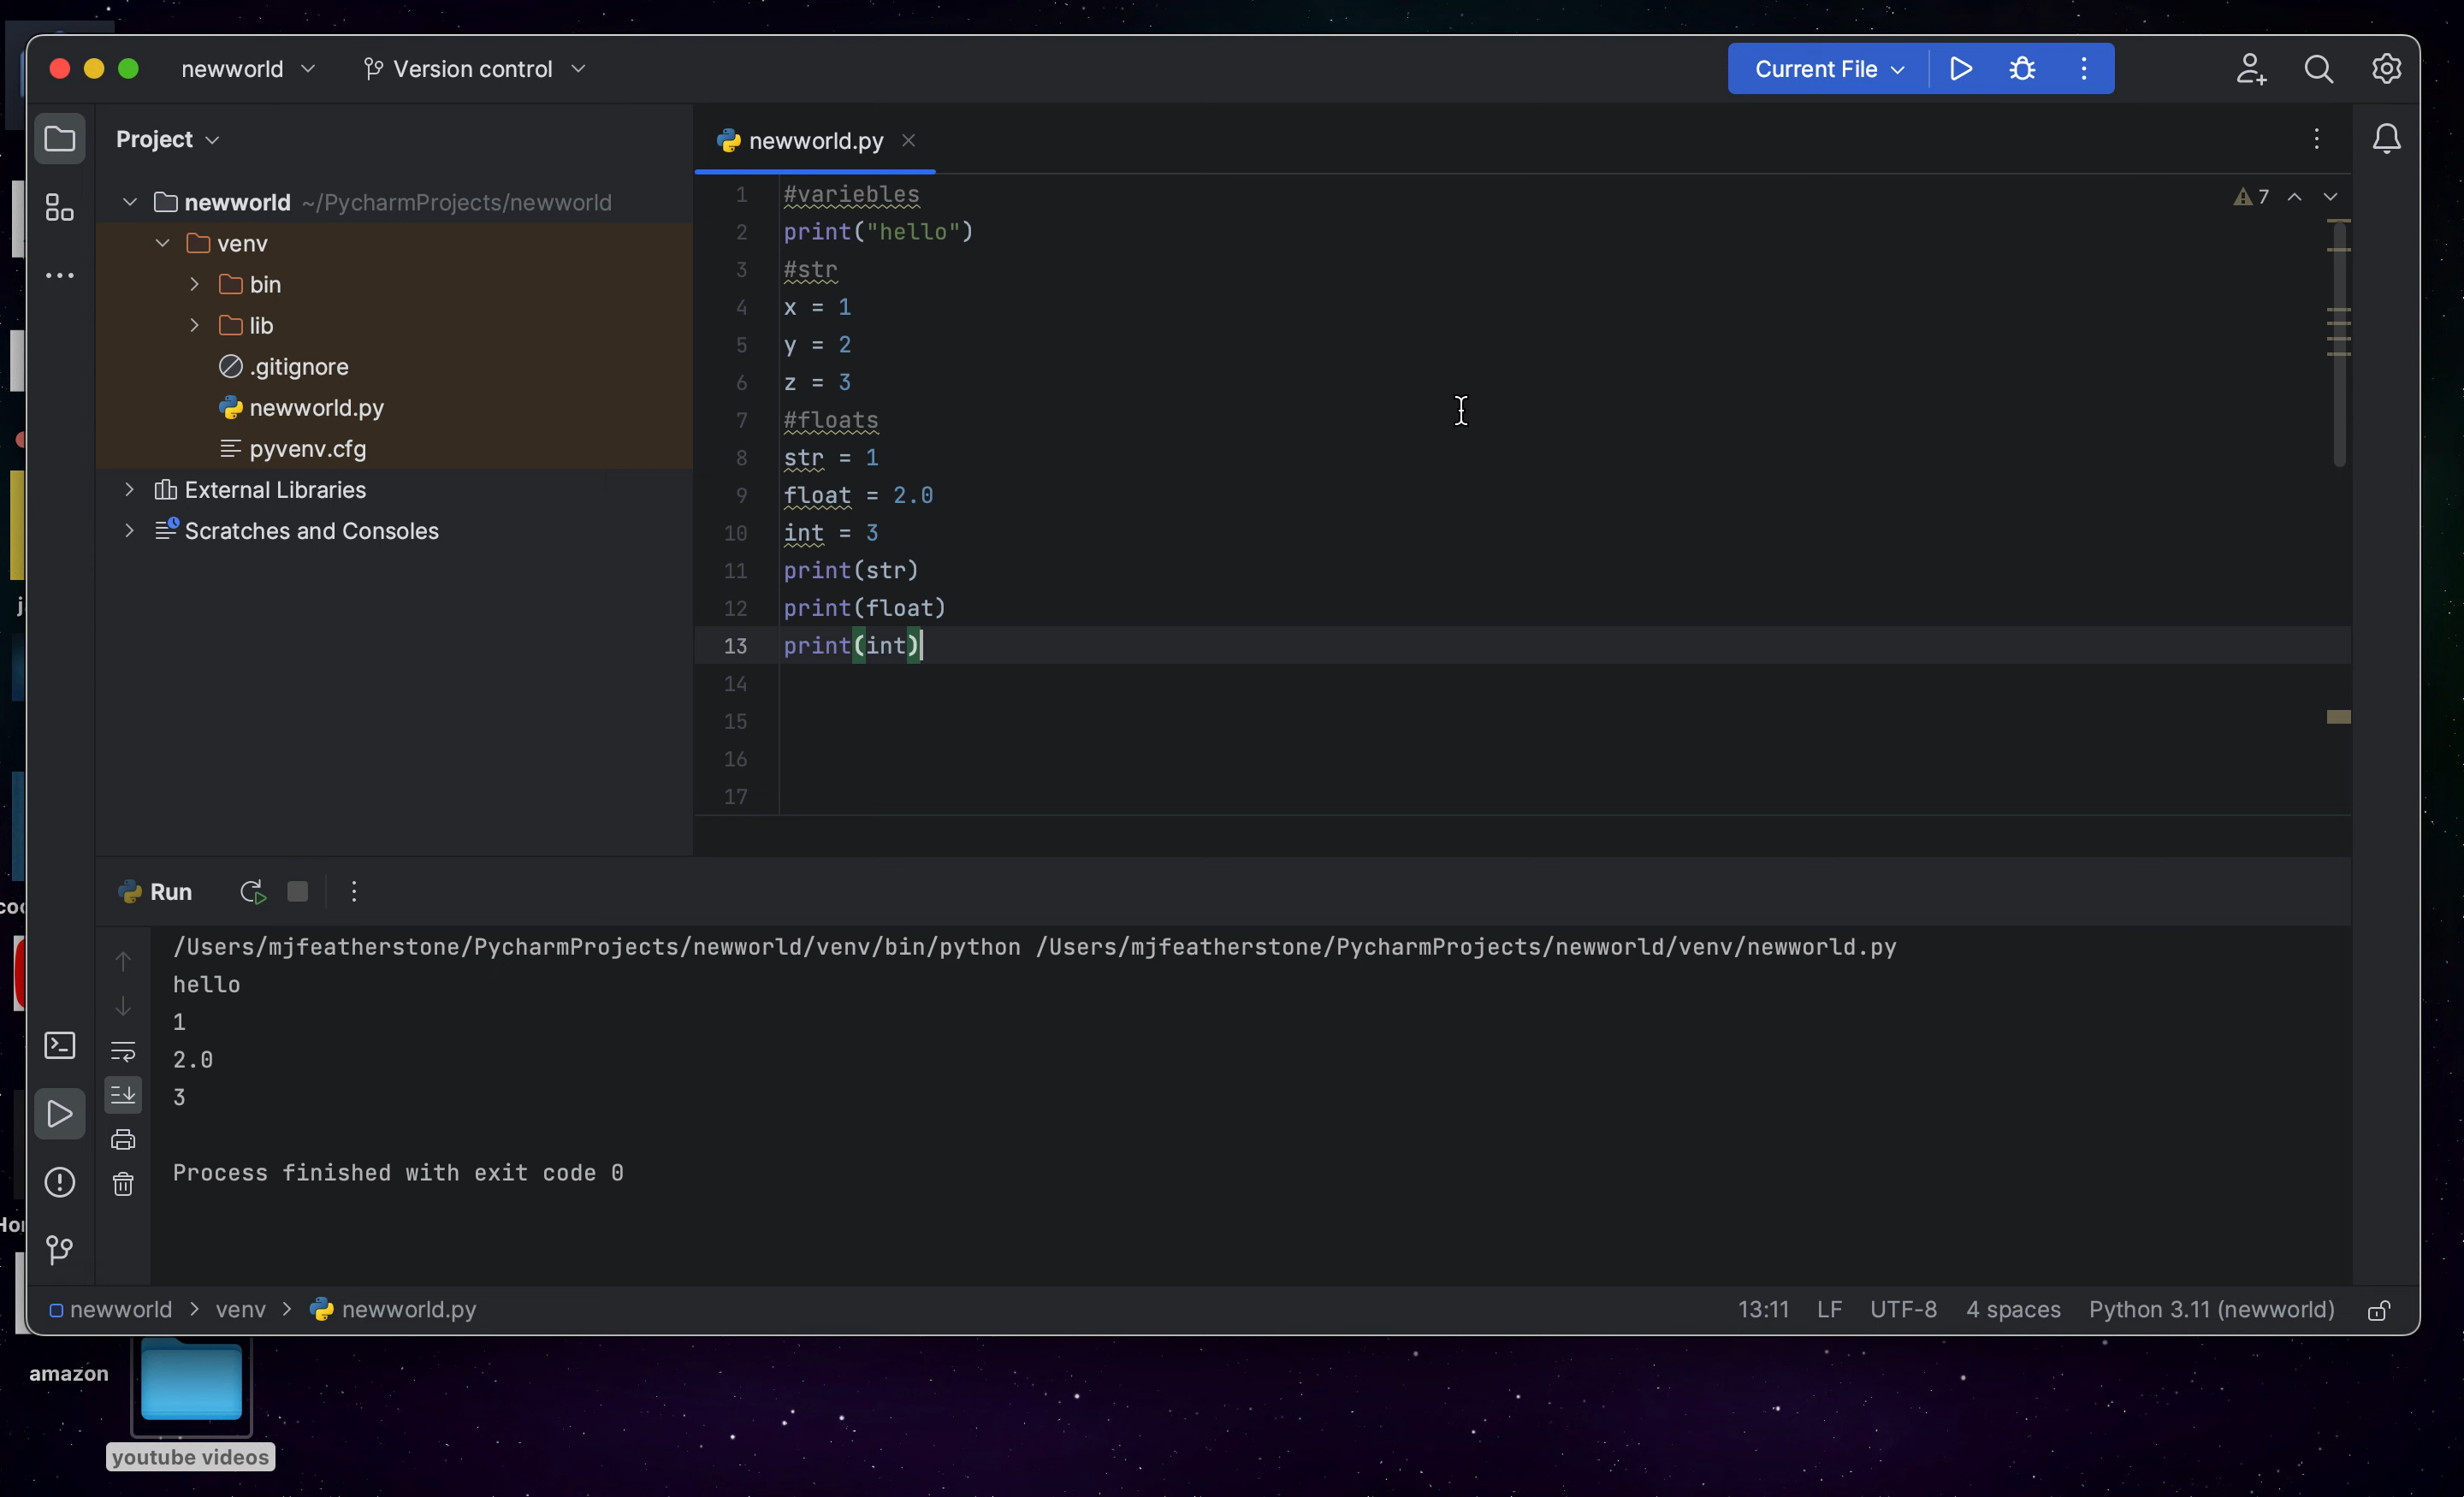 newworld
Version control
Current File
Project
newworld ~/PycharmProjects/newworld
venv
bin
lib
.gitignore
newworld.py
pyvenv.cfg
External Libraries
Scratches and Consoles
newworld.py
7
1 #variebles
2 print("hello")
3 #str
4 x = 1
5 y = 2
6 z = 3
7 #floats
8 str = 1
9 float = 2.0
10 int = 3
11 print(str)
12 print(float)
13 print(int)
14
15
16
17
Run
/Users/mjfeatherstone/PycharmProjects/newworld/venv/bin/python /Users/mjfeatherstone/PycharmProjects/newworld/venv/newworld.py
hello
1
2.0
3
Process finished with exit code 0
newworld > venv > newworld.py
13:11 LF UTF-8 4 spaces Python 3.11 (newworld)
amazon
youtube videos